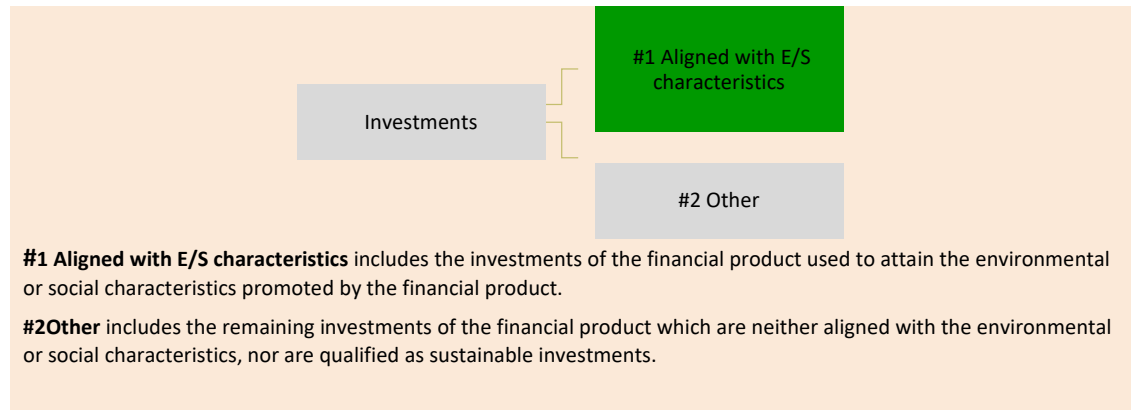 #1 Aligned with E/S
characteristics
Investments
#2 Other
#1 Aligned with E/S characteristics includes the investments of the financial product used to attain the environmental
or social characteristics promoted by the financial product.
#2Other includes the remaining investments of the financial product which are neither aligned with the environmental
or social characteristics, nor are qualified as sustainable investments.